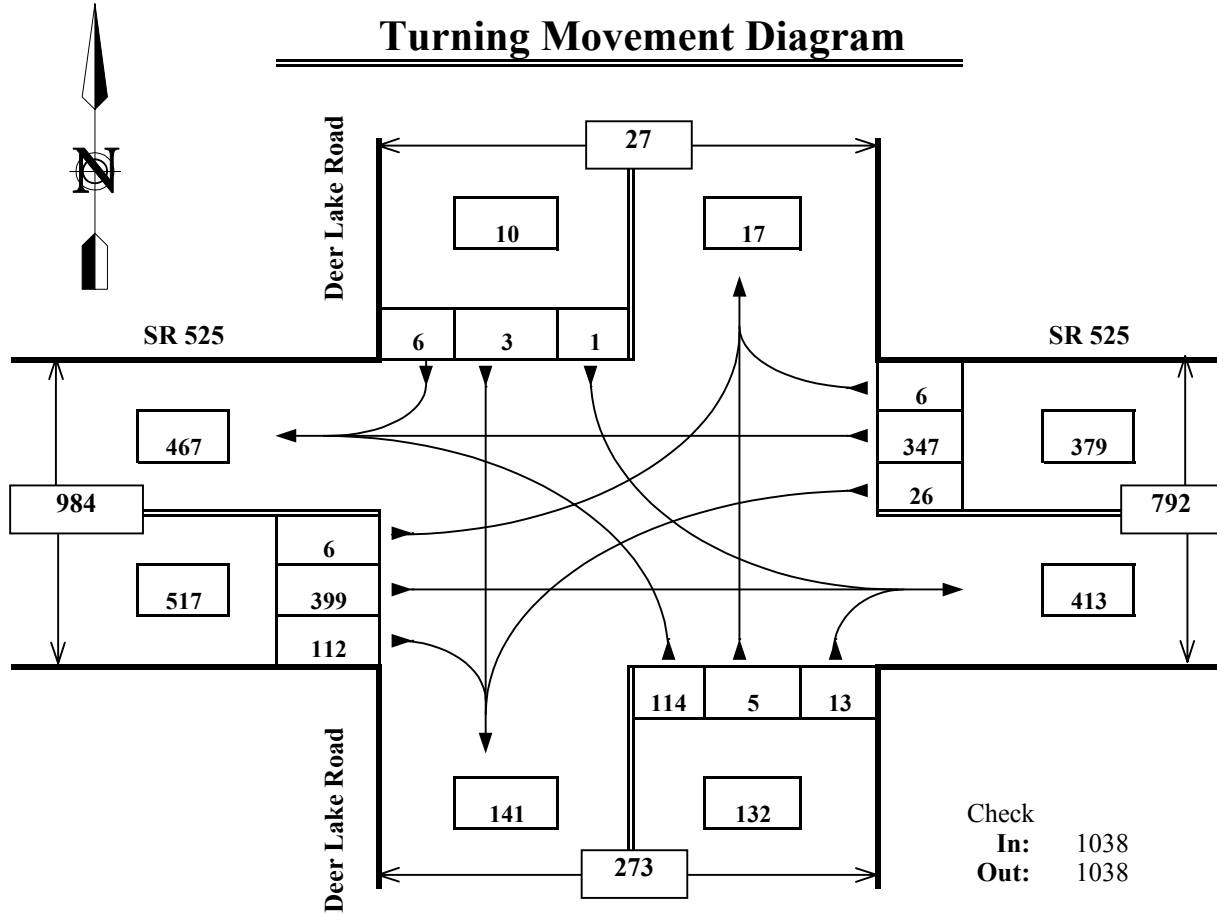 Turning Movement Diagram
N
Deer Lake Road
27
10
17
SR 525
6 3 1
SR 525
467
6
347
379
26
984
792
6
517
399
413
112
114 5 13
Deer Lake Road
141
132
273
Check
In: 1038
Out: 1038